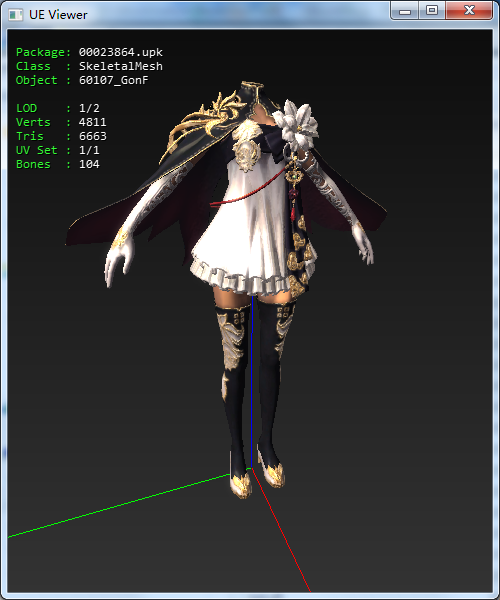 UE Viewer
Package: 00023864.upk
Class  : SkeletalMesh
Object : 60107_GonF
LOD    : 1/2
Verts  : 4811
Tris   : 6663
UV Set : 1/1
Bones  : 104